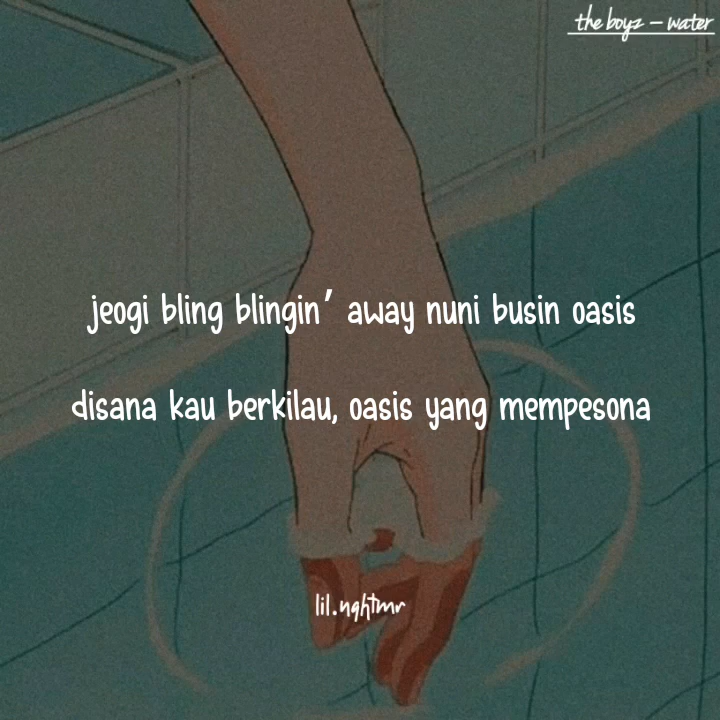 the boyz - water
jeogi bling blingin' away nuni busin oasis
disana kau berkilau, oasis yang mempesona
lil.nghtmr